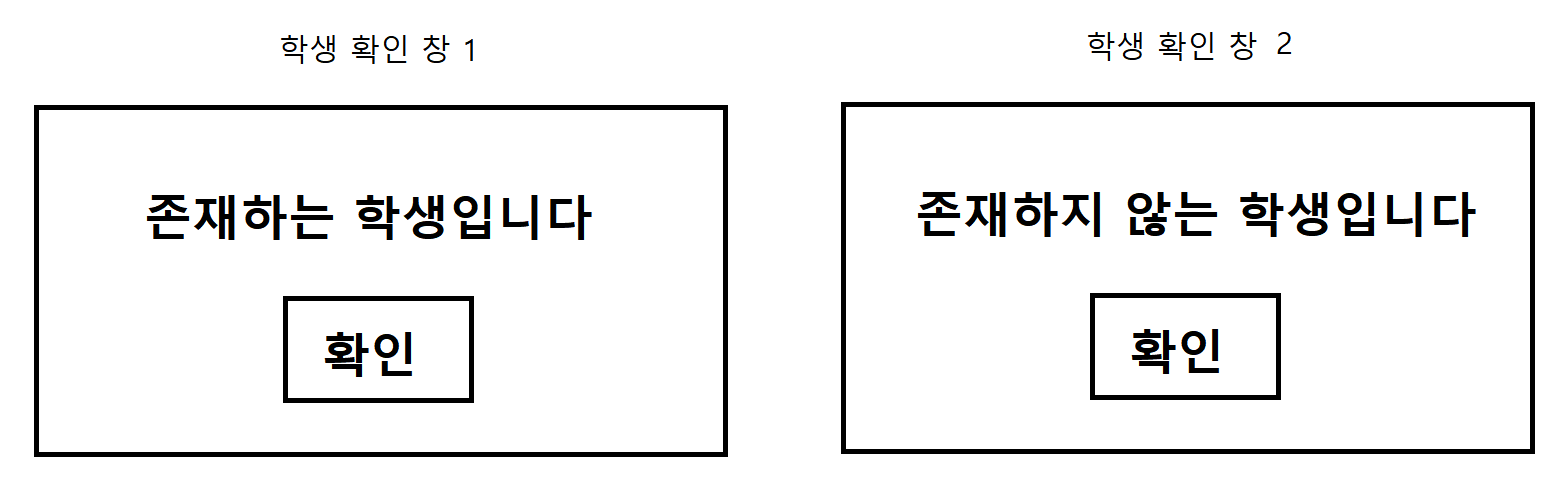 학생 확인 창 1
존재하는 학생입니다
확인
학생 확인 창 2
존재하지 않는 학생입니다
확인